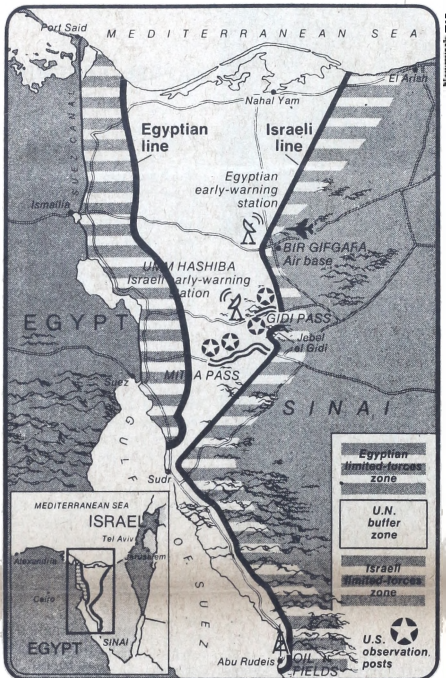 Port Said
MEDITERRANEAN SEA
El Arish
Nahal Yam
SUEZ CANAL
Egyptian
line
Israeli
line
Egyptian
early-warning
station
Ismailia
BIR GIFGAFA
Air base
UMM HASHIBA
Israeli early-warning
station
GIDI PASS
EGYPT
Jebel
el Gidi
MITLA PASS
Suez
SINAI
GULF OF SUEZ
Sudr
Egyptian
limited-forces
zone
U.N.
buffer
zone
Israeli
limited-forces
zone
U.S.
observation
posts
MEDITERRANEAN SEA
ISRAEL
Tel Aviv
Jerusalem
Alexandria
Cairo
SINAI
EGYPT
Abu Rudeis
OIL
FIELDS